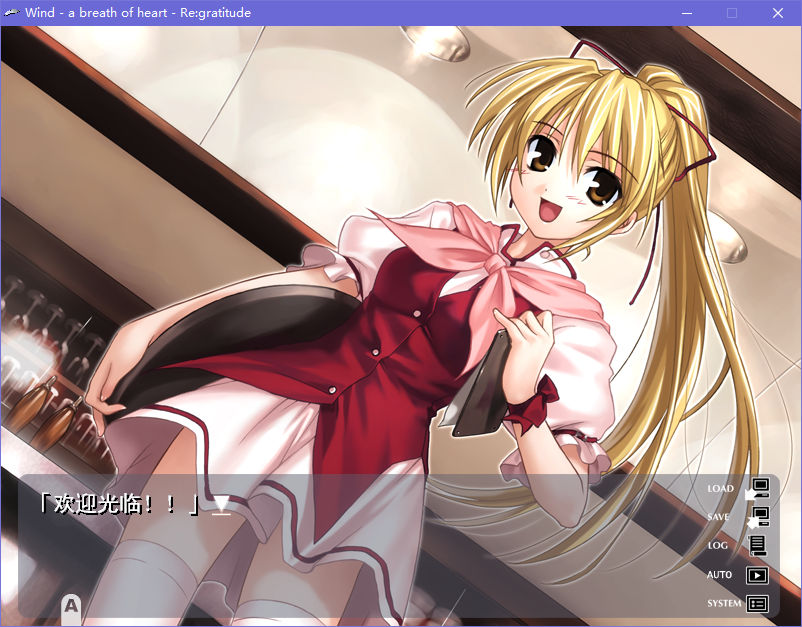 Wind - a breath of heart - Re:gratitude
「欢迎光临！！」
LOAD
SAVE
LOG
AUTO
SYSTEM
A